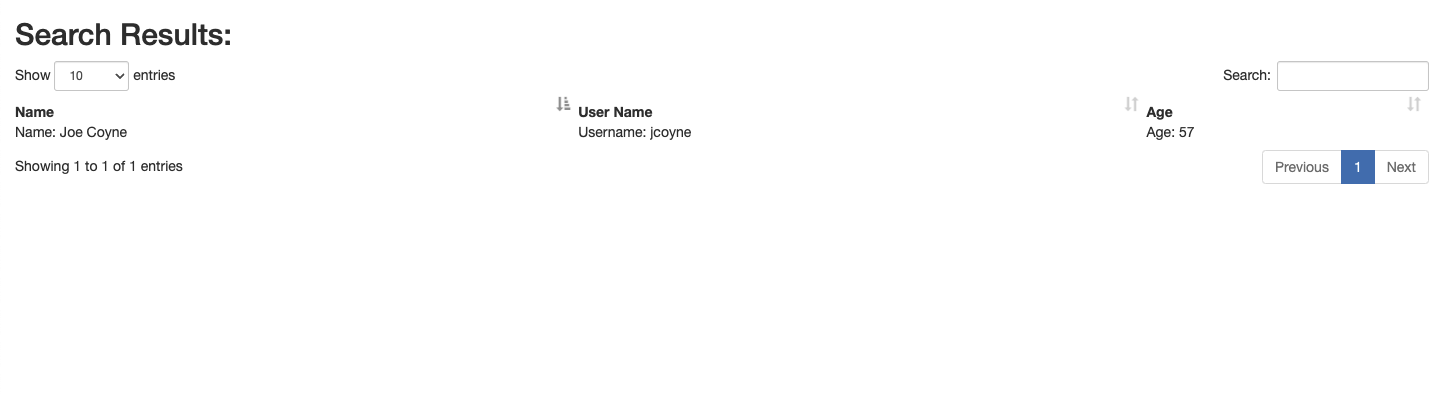 Search Results:
Show 10 entries Search:
Name User Name Age
Name: Joe Coyne Username: jcoyne Age: 57
Showing 1 to 1 of 1 entries Previous 1 Next